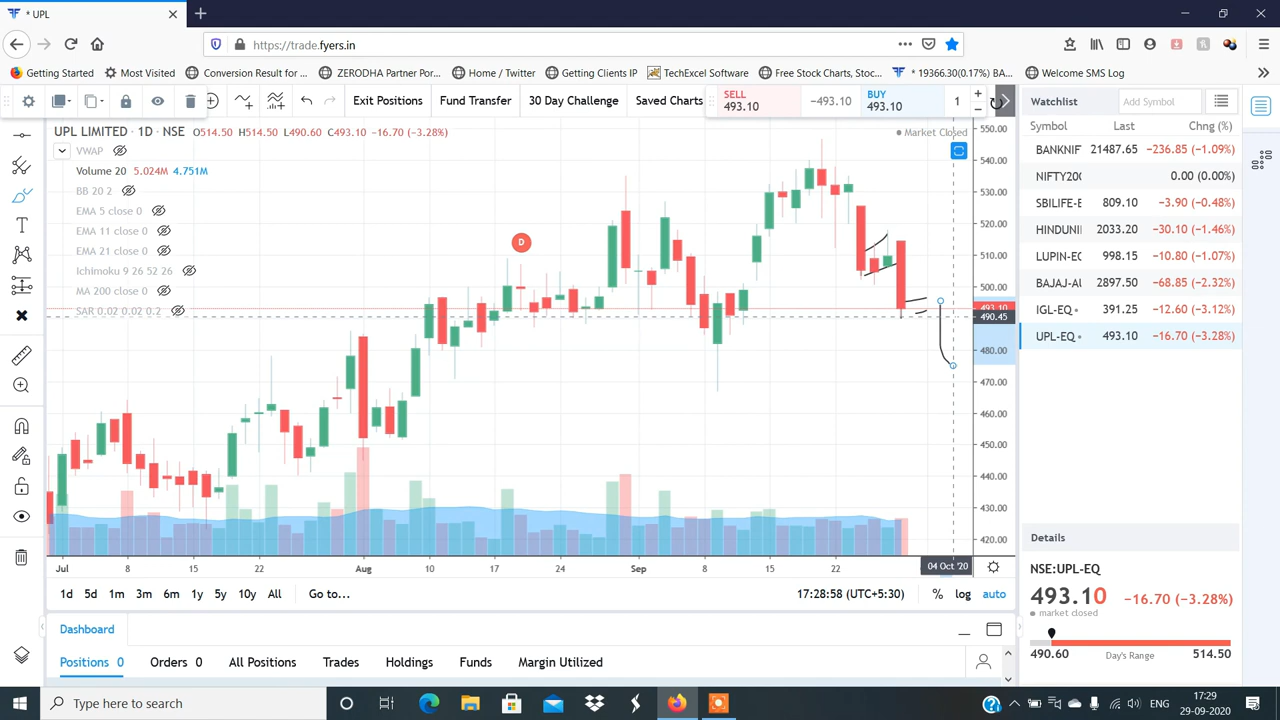 * UPL
https://trade.fyers.in
Getting Started
Most Visited
Conversion Result for ...
ZERODHA Partner Por...
Home / Twitter
Getting Clients IP
TechExcel Software
Free Stock Charts, Stoc...
* 19366.30(0.17%) BA...
Welcome SMS Log
Exit Positions
Fund Transfer
30 Day Challenge
Saved Charts
SELL
493.10
−493.10
BUY
493.10
1
Watchlist
Add Symbol
UPL LIMITED · 1D · NSE O514.50 H514.50 L490.60 C493.10 −16.70 (−3.28%)
Market Closed
VWAP
Volume 20 5.024M 4.751M
BB 20 2
EMA 5 close 0
EMA 11 close 0
EMA 21 close 0
Ichimoku 9 26 52 26
MA 200 close 0
SAR 0.02 0.02 0.2
D
550.00
540.00
530.00
520.00
510.00
500.00
493.10
490.45
480.00
470.00
460.00
450.00
440.00
430.00
420.00
Jul 8 15 22 Aug 10 17 24 Sep 8 15 22 04 Oct '20
1d 5d 1m 3m 6m 1y 5y 10y All Go to...
17:28:58 (UTC+5:30) % log auto
Symbol Last Chng (%)
BANKNIF 21487.65 −236.85 (−1.09%)
NIFTY20 0.00 (0.00%)
SBILIFE-E 809.10 −3.90 (−0.48%)
HINDUNI 2033.20 −30.10 (−1.46%)
LUPIN-EC 998.15 −10.80 (−1.07%)
BAJAJ-AU 2897.50 −68.85 (−2.32%)
IGL-EQ 391.25 −12.60 (−3.12%)
UPL-EQ 493.10 −16.70 (−3.28%)
Details
NSE:UPL-EQ
493.10 −16.70 (−3.28%)
market closed
490.60 Day's Range 514.50
Dashboard
Positions 0
Orders 0
All Positions
Trades
Holdings
Funds
Margin Utilized
Type here to search
ENG
17:29
29-09-2020